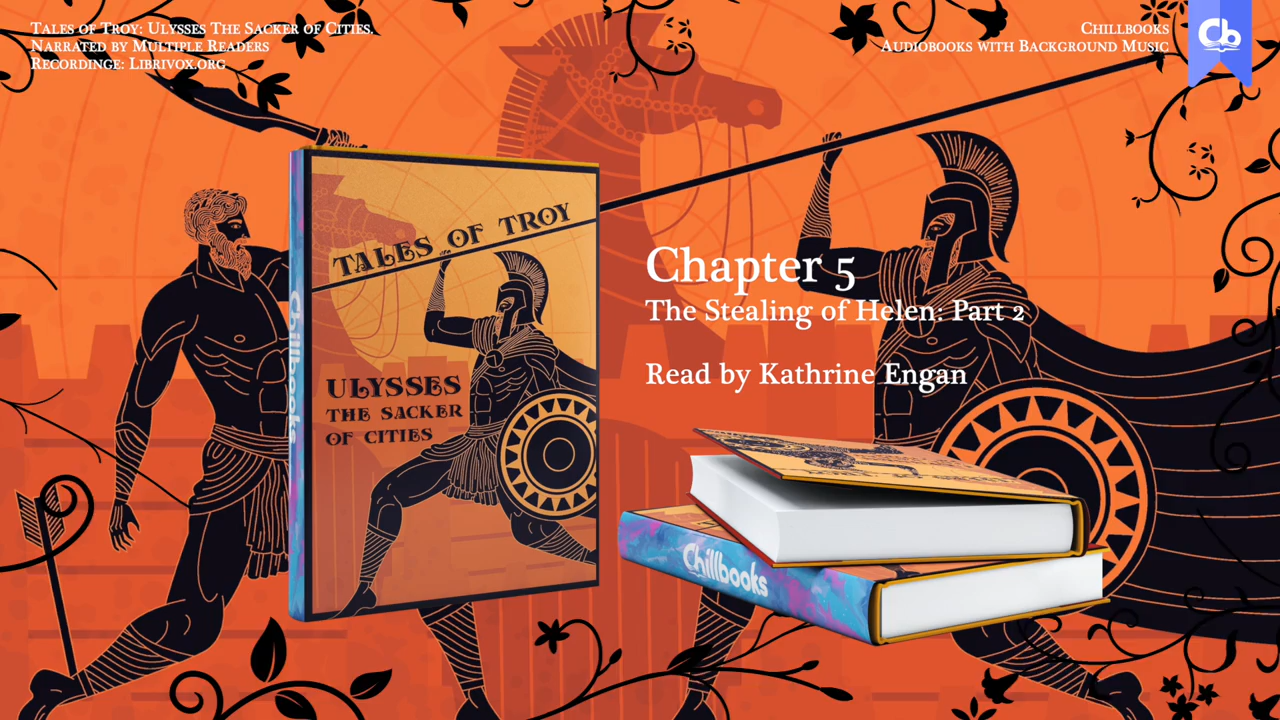 Tales of Troy: Ulysses The Sacker of Cities.
Narrated by Multiple Readers
Recordinge: Librivox.org
Chillbooks
Audiobooks with Background Music
Cb
TALES OF TROY
ULYSSES
THE SACKER
OF CITIES
Chillbooks
Chapter 5
The Stealing of Helen: Part 2
Read by Kathrine Engan
Chillbooks